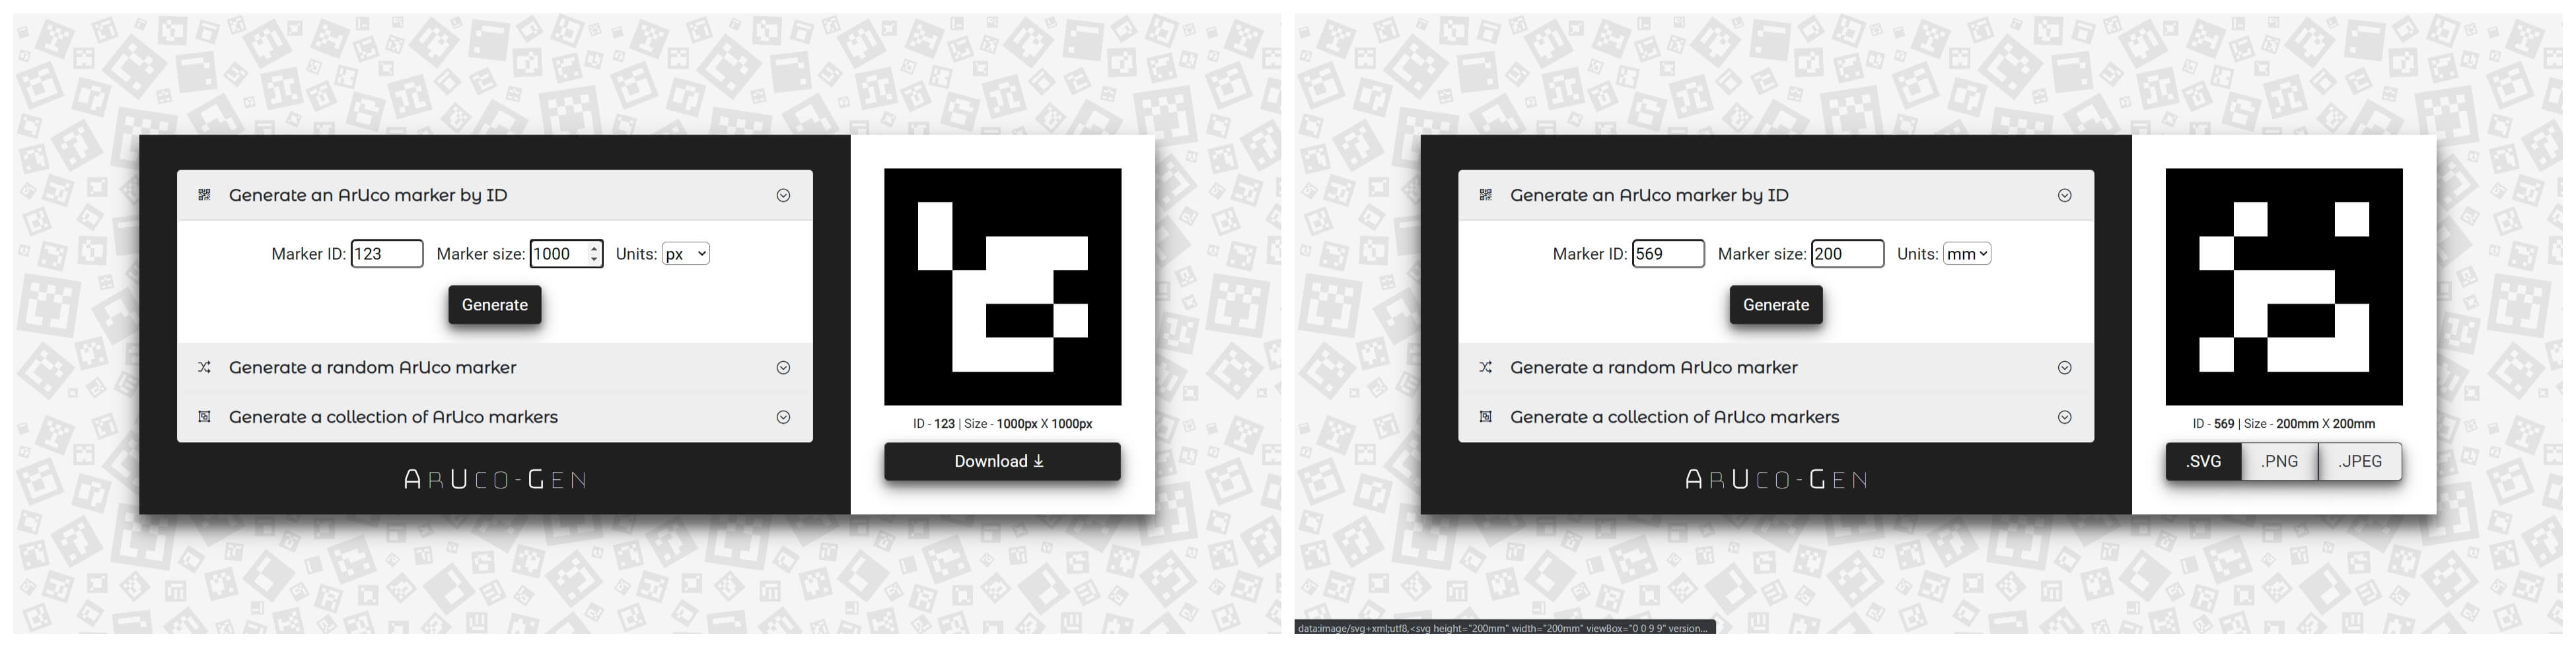 Generate an ArUco marker by ID
Marker ID: 123 Marker size: 1000 Units: px
Generate
Generate a random ArUco marker
Generate a collection of ArUco markers
ArUco-Gen
ID - 123 | Size - 1000px X 1000px
Download
Generate an ArUco marker by ID
Marker ID: 569 Marker size: 200 Units: mm
Generate
Generate a random ArUco marker
Generate a collection of ArUco markers
ArUco-Gen
ID - 569 | Size - 200mm X 200mm
.SVG .PNG .JPEG
data:image/svg+xml;utf8,<svg height="200mm" width="200mm" viewBox="0 0 9 9" version...